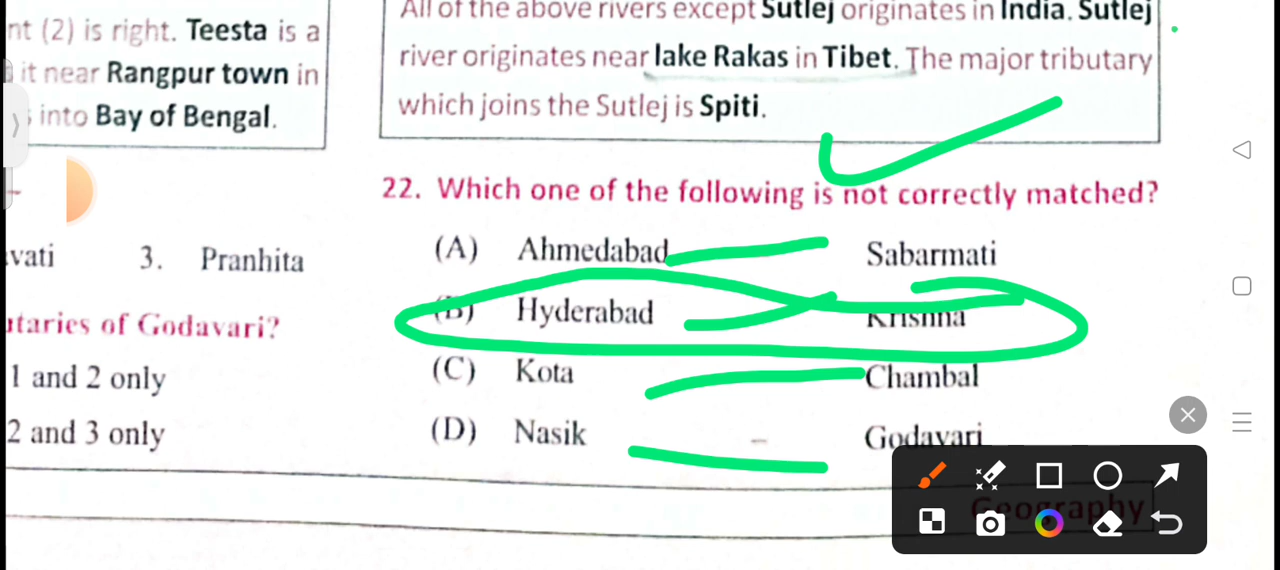 nt (2) is right. Teesta is a
it near Rangpur town in
into Bay of Bengal.
vati 3. Pranhita
taries of Godavari?
1 and 2 only
2 and 3 only
All of the above rivers except Sutlej originates in India. Sutlej
river originates near lake Rakas in Tibet. The major tributary
which joins the Sutlej is Spiti.
22. Which one of the following is not correctly matched?
(A) Ahmedabad Sabarmati
(B) Hyderabad Krishna
(C) Kota Chambal
(D) Nasik – Godavari
Geography